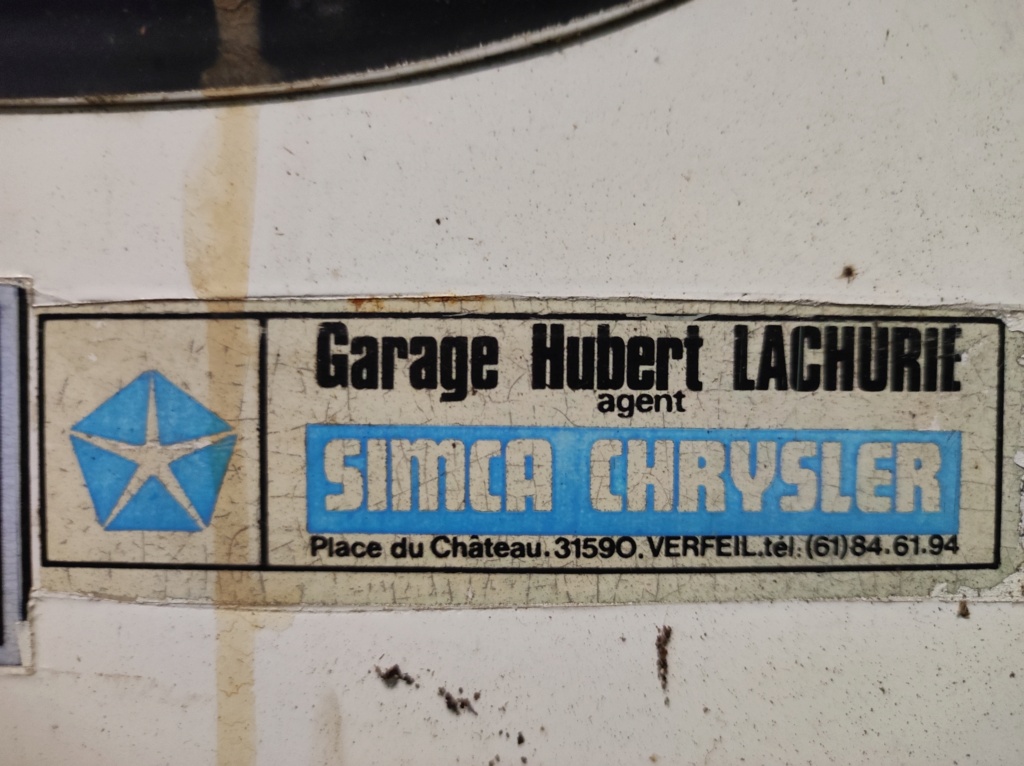 Garage Hubert LACHURIE
agent
SIMCA CHRYSLER
Place du Château. 31590. VERFEIL. tél: (61) 84.61.94